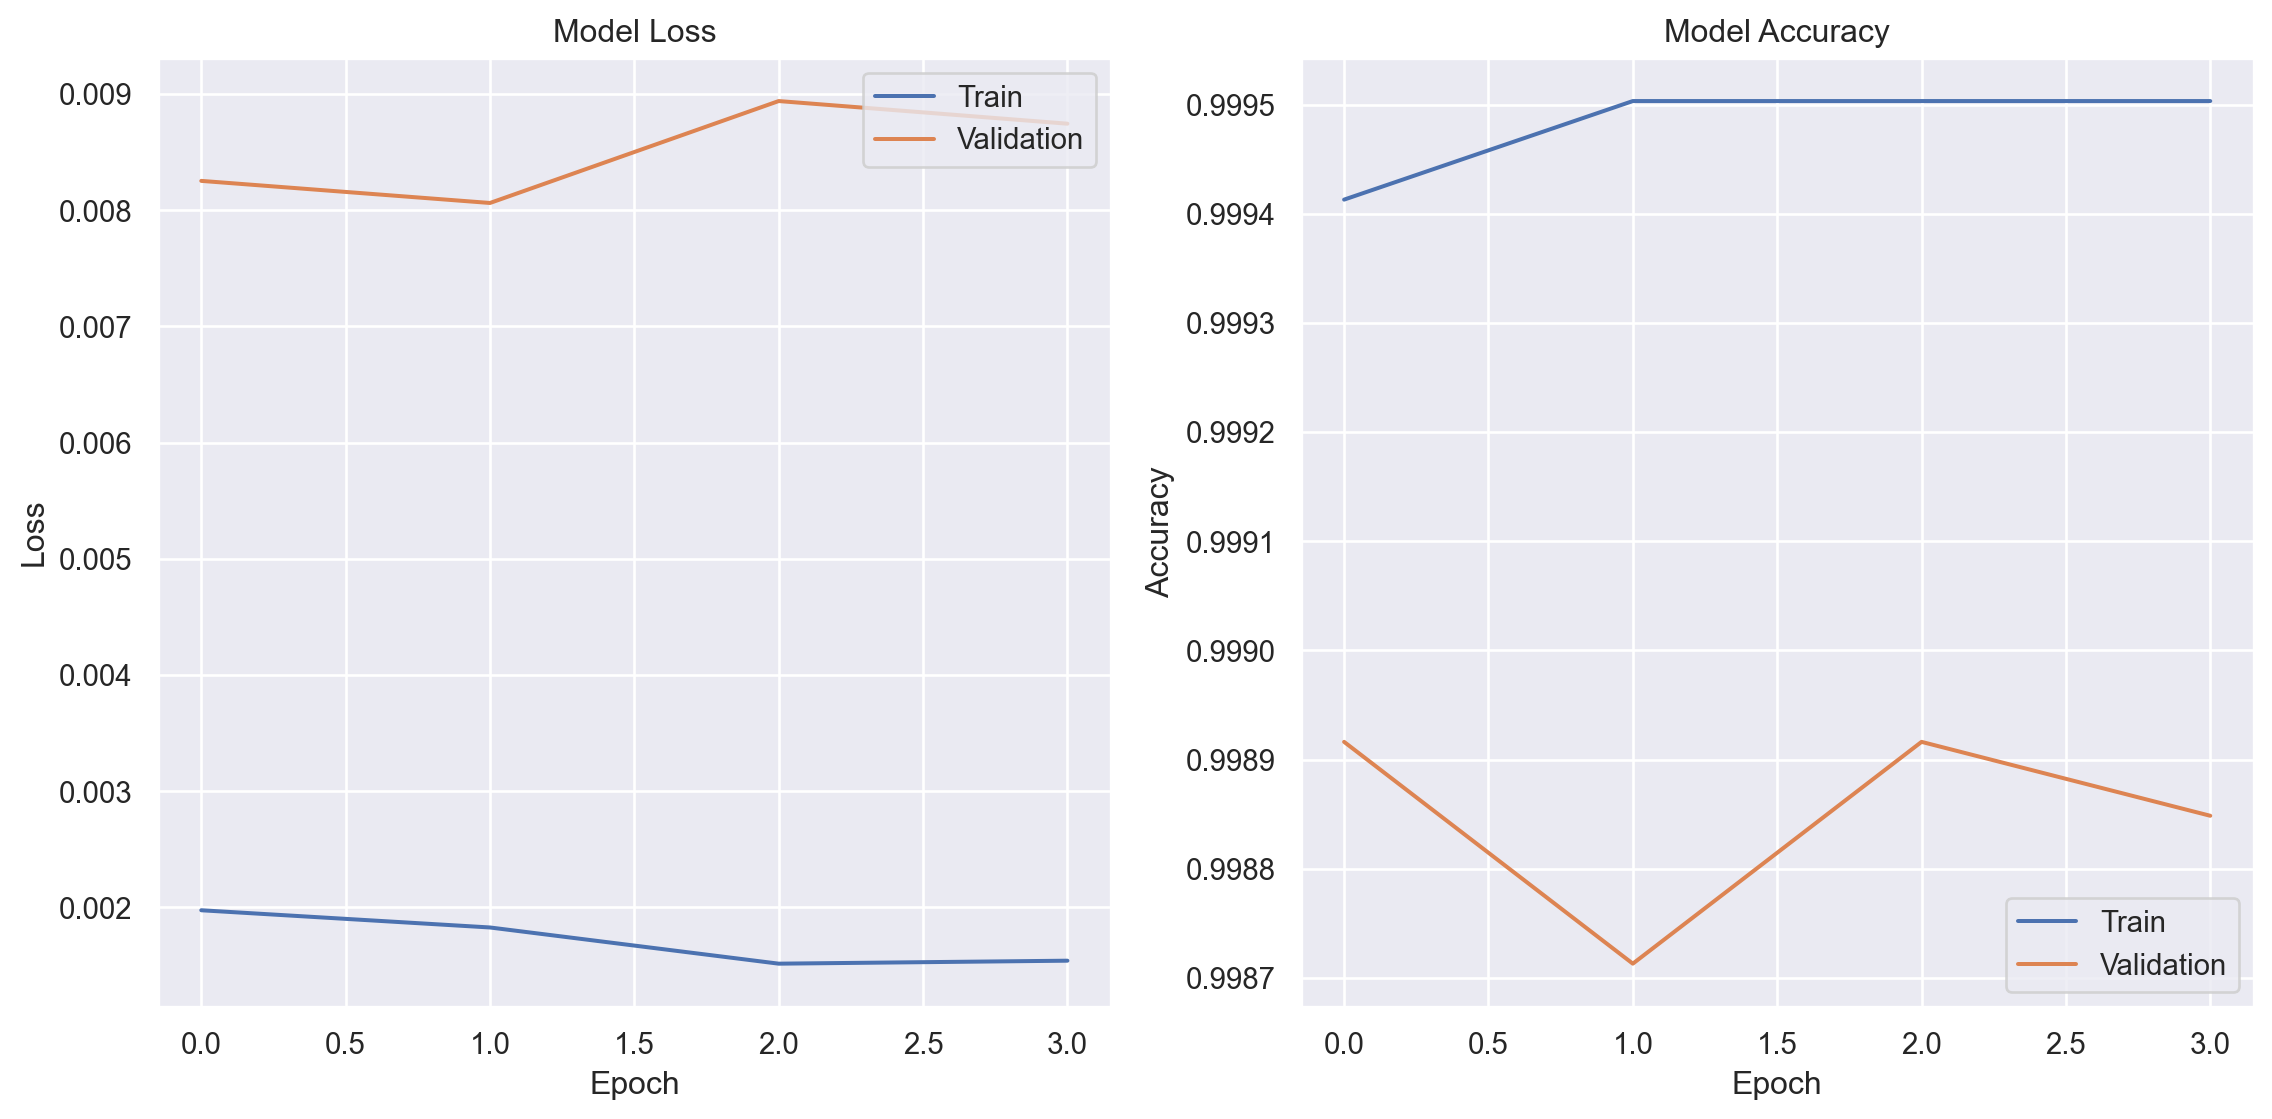 Model Loss
0.009
0.008
0.007
0.006
0.005
0.004
0.003
0.002
Loss
0.0 0.5 1.0 1.5 2.0 2.5 3.0
Epoch
Train
Validation
Model Accuracy
0.9995
0.9994
0.9993
0.9992
0.9991
0.9990
0.9989
0.9988
0.9987
Accuracy
0.0 0.5 1.0 1.5 2.0 2.5 3.0
Epoch
Train
Validation